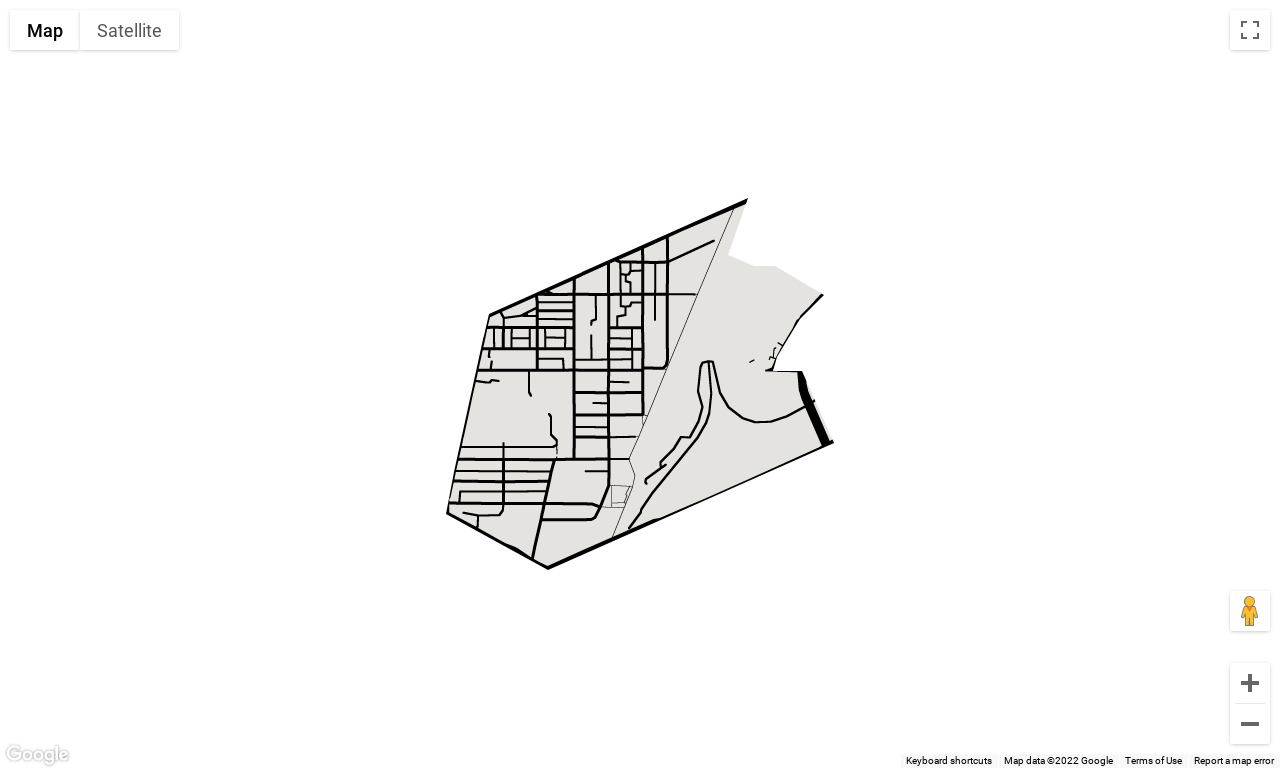 Map
Satellite
Google
Keyboard shortcuts
Map data ©2022 Google
Terms of Use
Report a map error